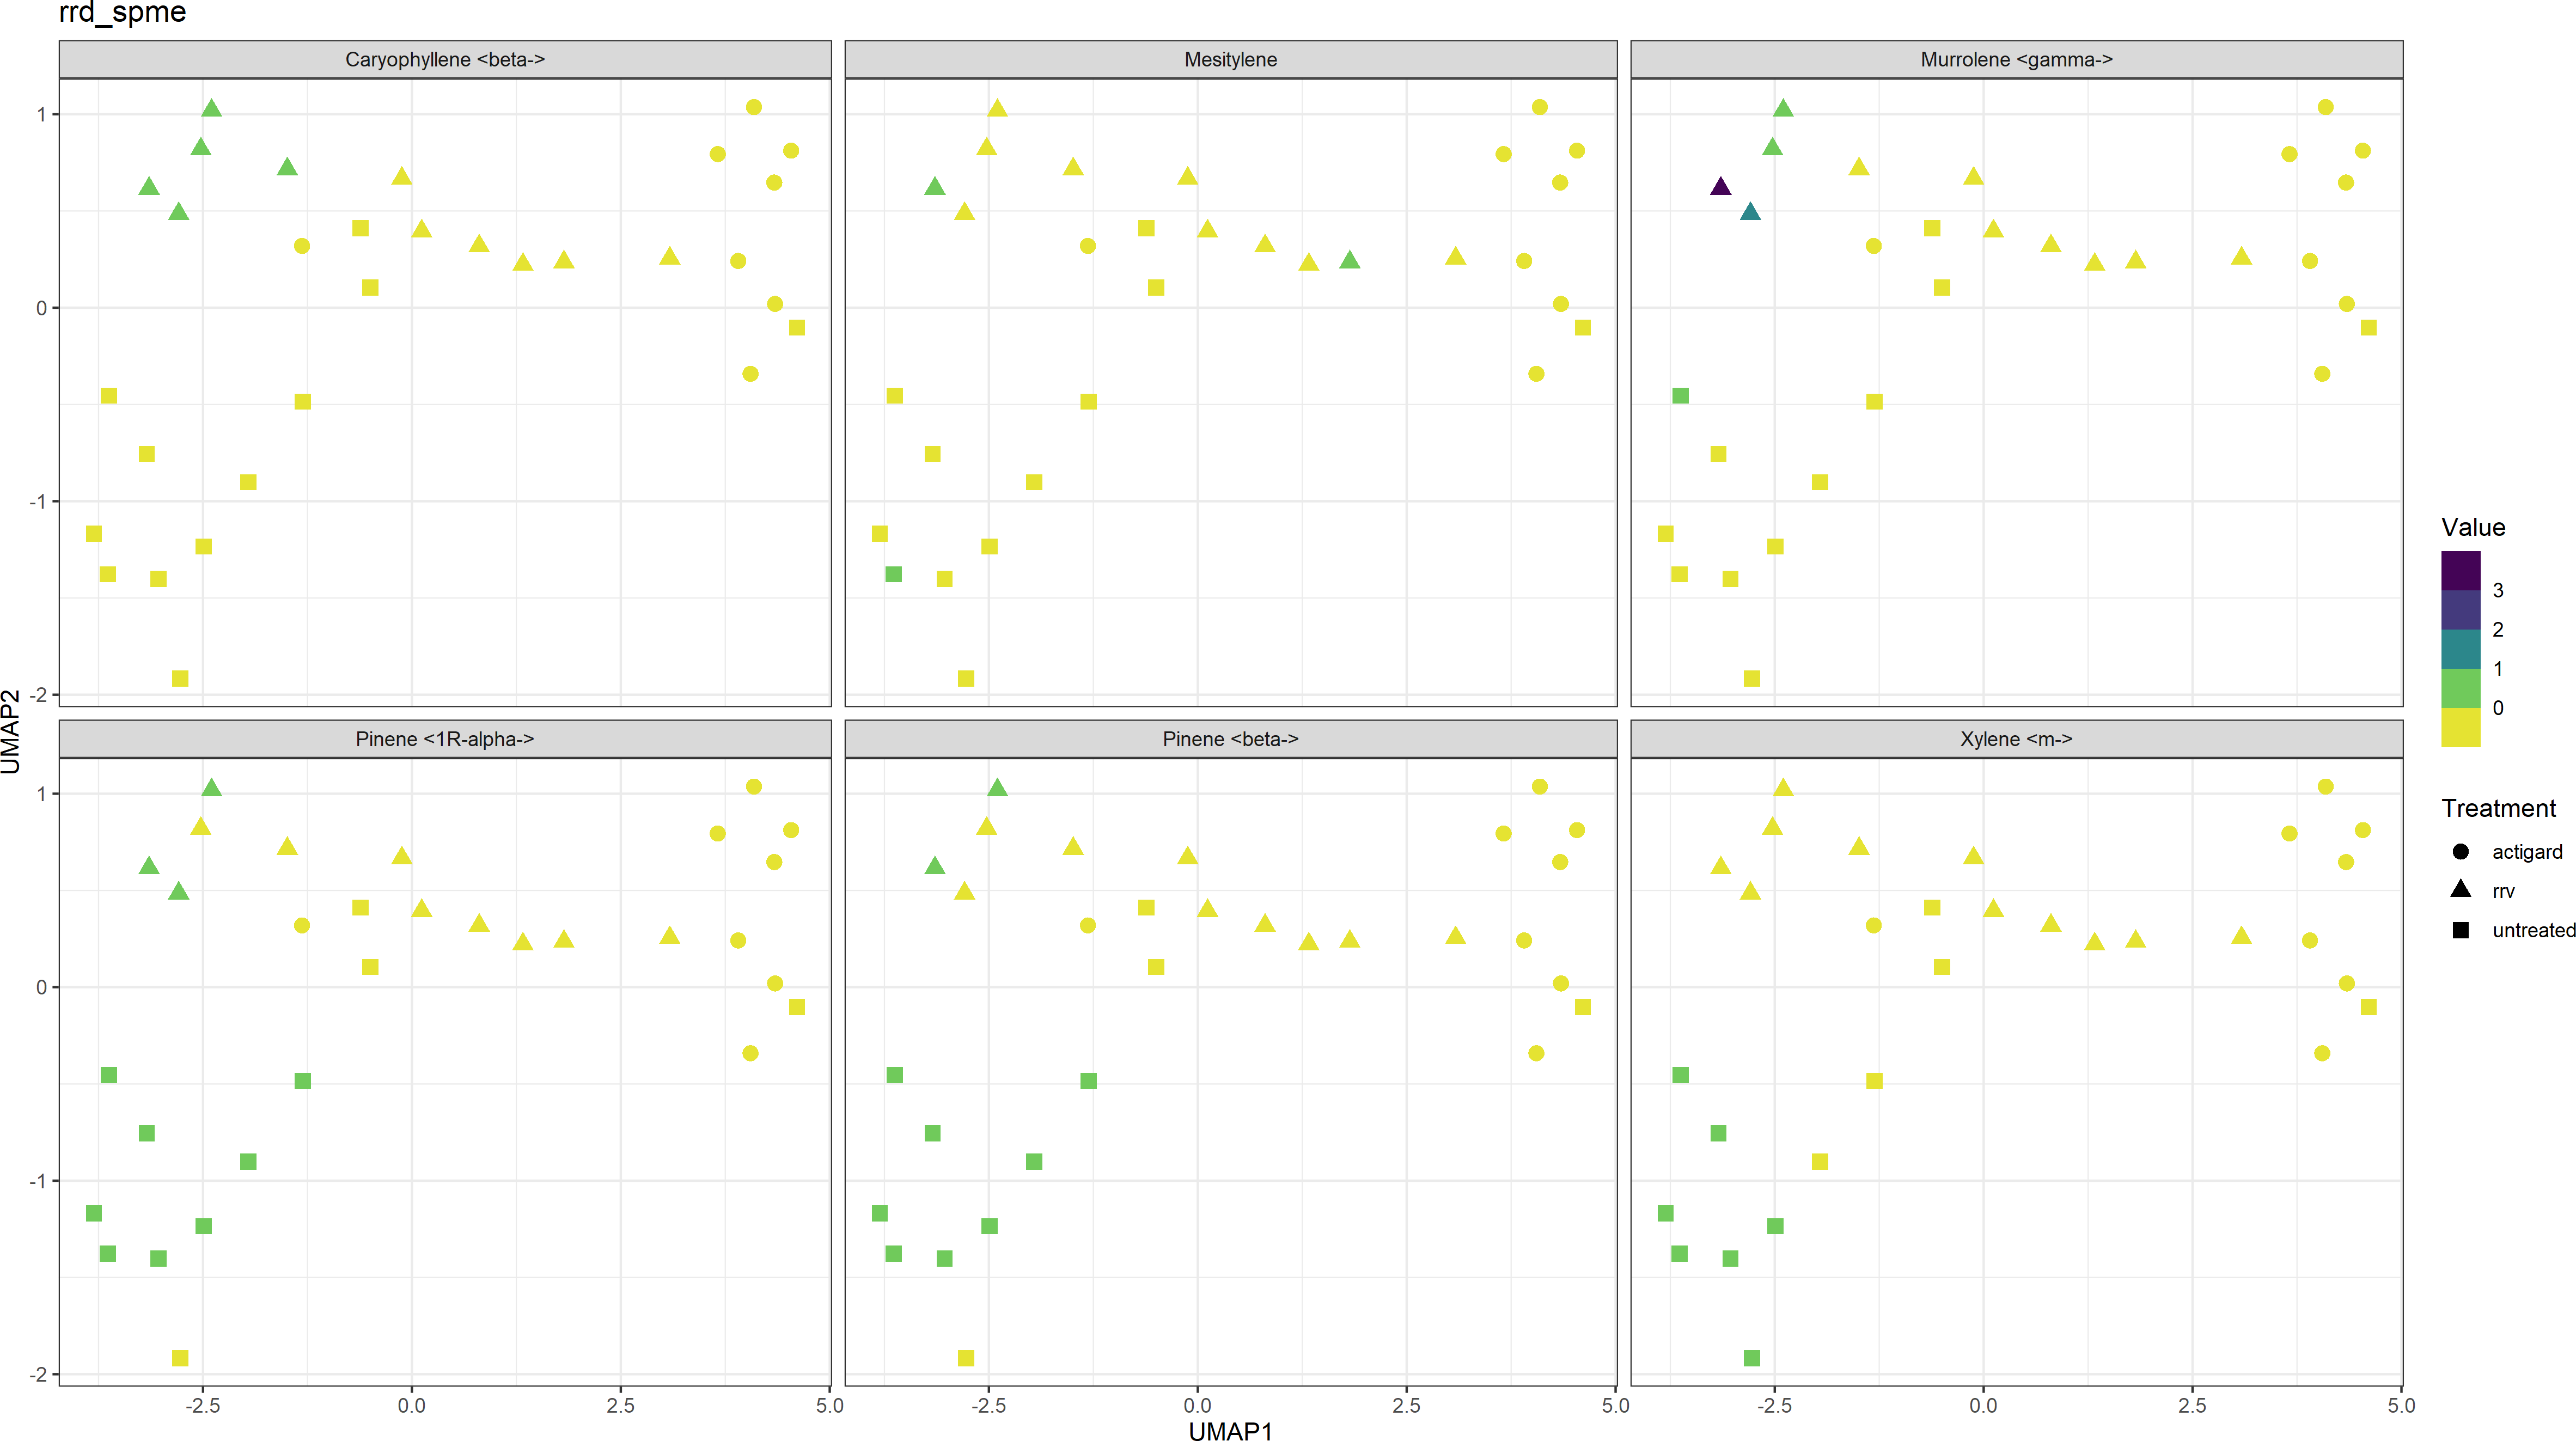 rrd_spme
Caryophyllene <beta->
Mesitylene
Murrolene <gamma->
1
0
-1
-2
UMAP2
Pinene <1R-alpha->
Pinene <beta->
Xylene <m->
1
0
-1
-2
-2.5 0.0 2.5 5.0
-2.5 0.0 2.5 5.0
-2.5 0.0 2.5 5.0
UMAP1
Value
3
2
1
0
Treatment
actigard
rrv
untreated